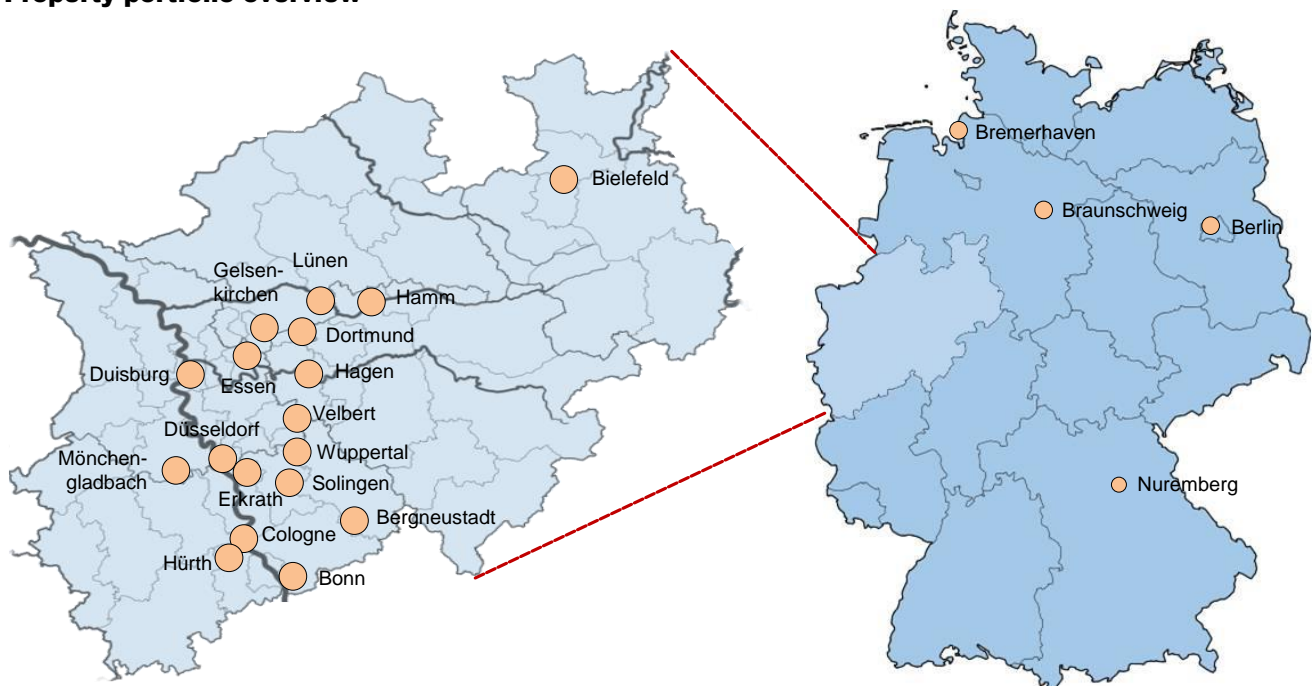 Property portfolio overview
Bremerhaven
Bielefeld
Braunschweig
Berlin
Lünen
Gelsen-
kirchen
Hamm
Dortmund
Duisburg
Essen
Hagen
Velbert
Düsseldorf
Wuppertal
Mönchen-
gladbach
Erkrath
Solingen
Nuremberg
Bergneustadt
Cologne
Hürth
Bonn